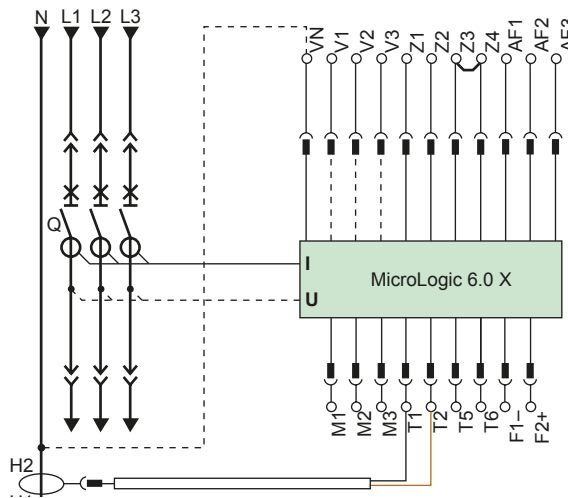 N L1 L2 L3
VN V1 V2 V3 Z1 Z2 Z3 Z4 AF1 AF2 AF3
Q
I
MicroLogic 6.0 X
U
M1 M2 M3 T1 T2 T5 T6 F1– F2+
H2